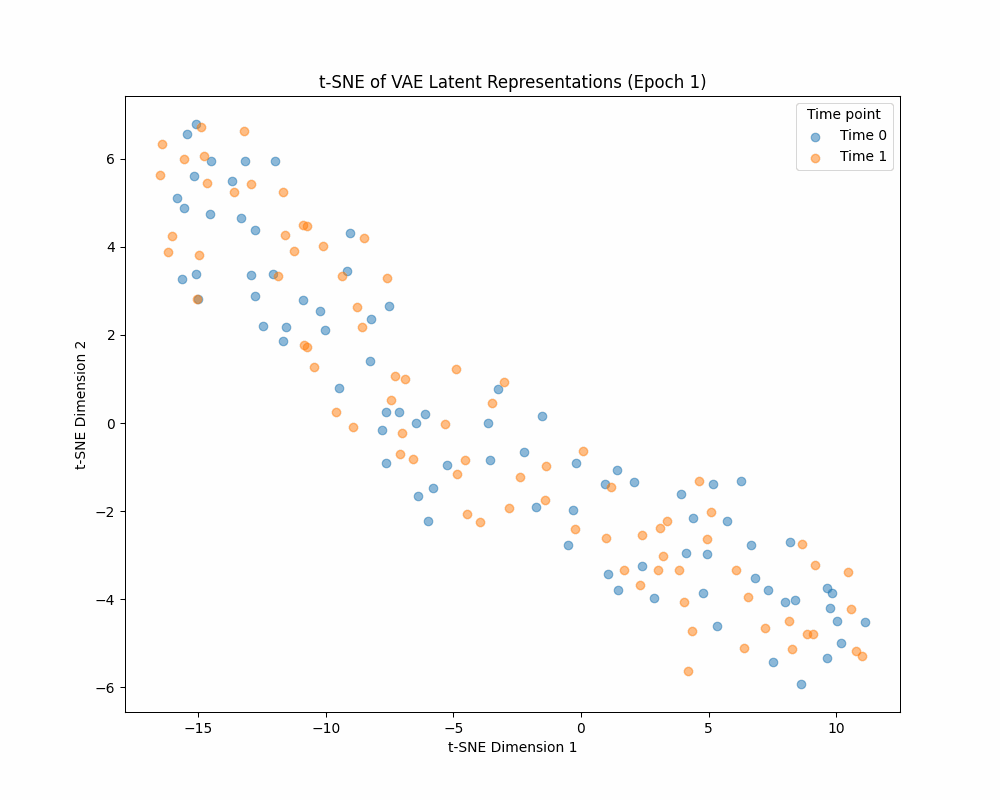 t-SNE of VAE Latent Representations (Epoch 1)
Time point
Time 0
Time 1
t-SNE Dimension 2
6
4
2
0
−2
−4
−6
−15
−10
−5
0
5
10
t-SNE Dimension 1